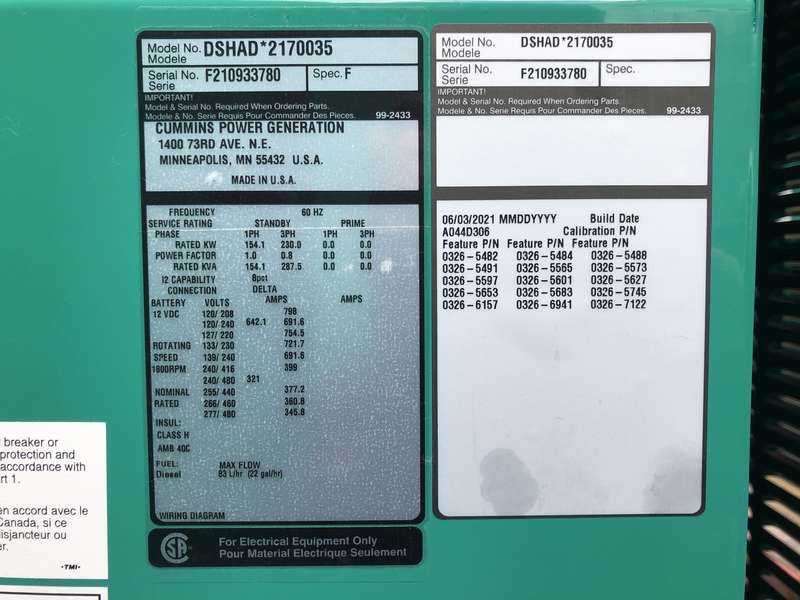 Model No. DSHAD*2170035
Modele
Serial No. F210933780 Spec. F
Serie
IMPORTANT!
Model & Serial No. Required When Ordering Parts.
Modele & No. Serie Requis Pour Commander Des Pieces. 99-2433
CUMMINS POWER GENERATION
1400 73RD AVE. N.E.
MINNEAPOLIS, MN 55432 U.S.A.
MADE IN U.S.A.
FREQUENCY 60 HZ
SERVICE RATING STANDBY PRIME
PHASE 1PH 3PH 1PH 3PH
RATED KW 154.1 230.0 0.0 0.0
POWER FACTOR 1.0 0.8 0.0 0.0
RATED KVA 154.1 287.5 0.0 0.0
I2 CAPABILITY 8pct
CONNECTION DELTA
BATTERY VOLTS AMPS AMPS
12 VDC 120/ 208 798
120/ 240 642.1 691.6
127/ 220 754.5
ROTATING 133/ 230 721.7
SPEED 139/ 240 691.6
1800RPM 240/ 416 399
240/ 480 321
NOMINAL 255/ 440 377.2
RATED 266/ 460 360.8
277/ 480 345.8
INSUL:
CLASS H
AMB 40C
FUEL: MAX FLOW
Diesel 83 L/hr (22 gal/hr)
WIRING DIAGRAM
For Electrical Equipment Only
Pour Material Electrique Seulement
Model No. DSHAD*2170035
Modele
Serial No. F210933780 Spec.
Serie
IMPORTANT!
Model & Serial No. Required When Ordering Parts.
Modele & No. Serie Requis Pour Commander Des Pieces. 99-2433
06/03/2021 MMDDYYYY Build Date
A044D306 Calibration P/N
Feature P/N Feature P/N Feature P/N
0326-5482 0326-5484 0326-5488
0326-5491 0326-5565 0326-5573
0326-5597 0326-5601 0326-5627
0326-5653 0326-5683 0326-5745
0326-6157 0326-6941 0326-7122
breaker or
protection and
accordance with
rt 1.
en accord avec le
Canada, si ce
disjoncteur ou
er.
-TMI-